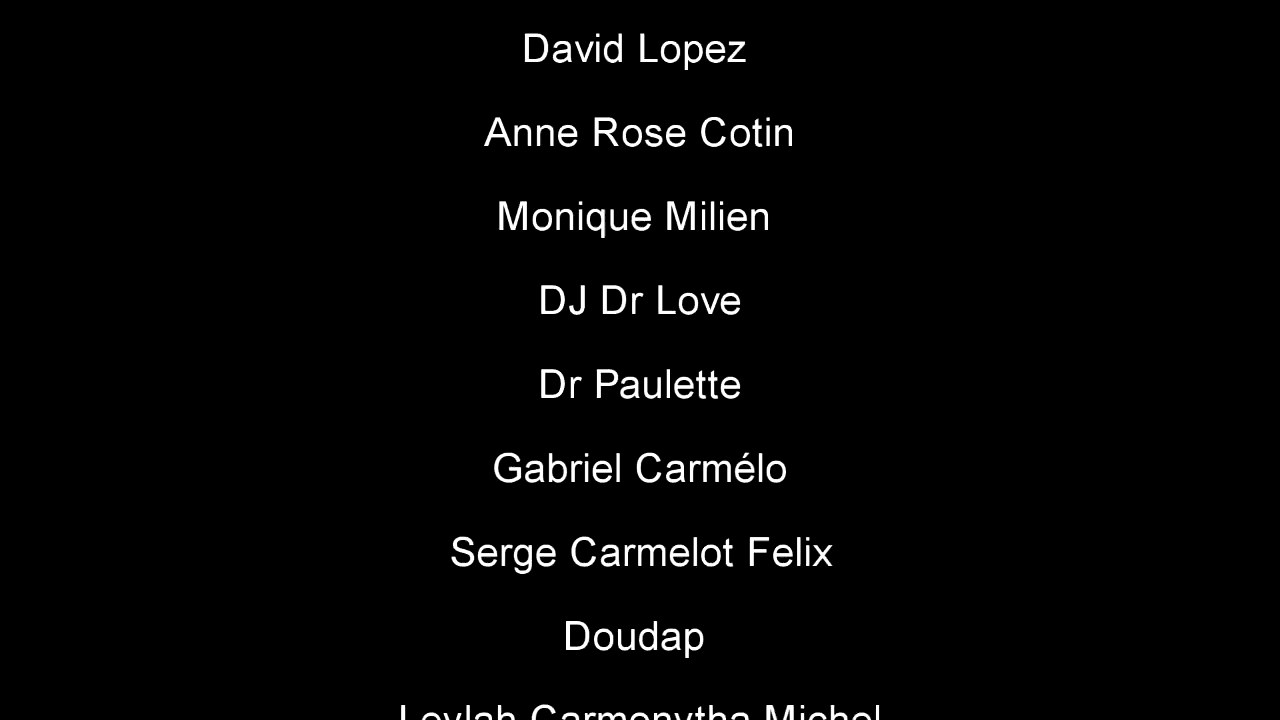 David Lopez
Anne Rose Cotin
Monique Milien
DJ Dr Love
Dr Paulette
Gabriel Carmélo
Serge Carmelot Felix
Doudap
Leylah Carmenytha Michel